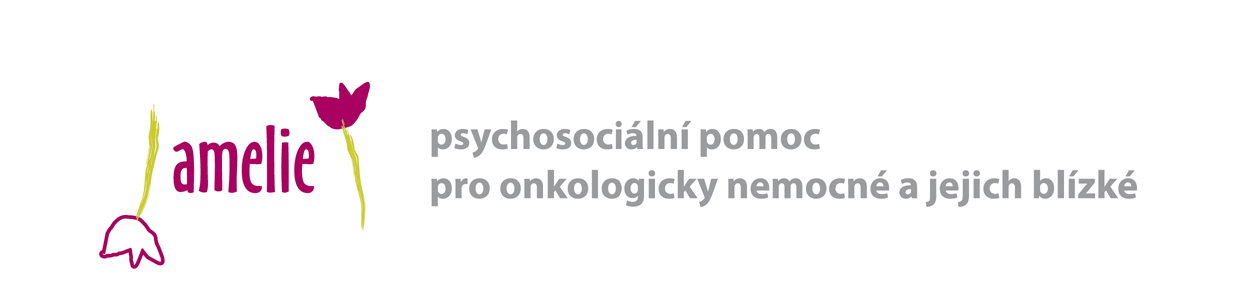 amelie
psychosociální pomoc
pro onkologicky nemocné a jejich blízké